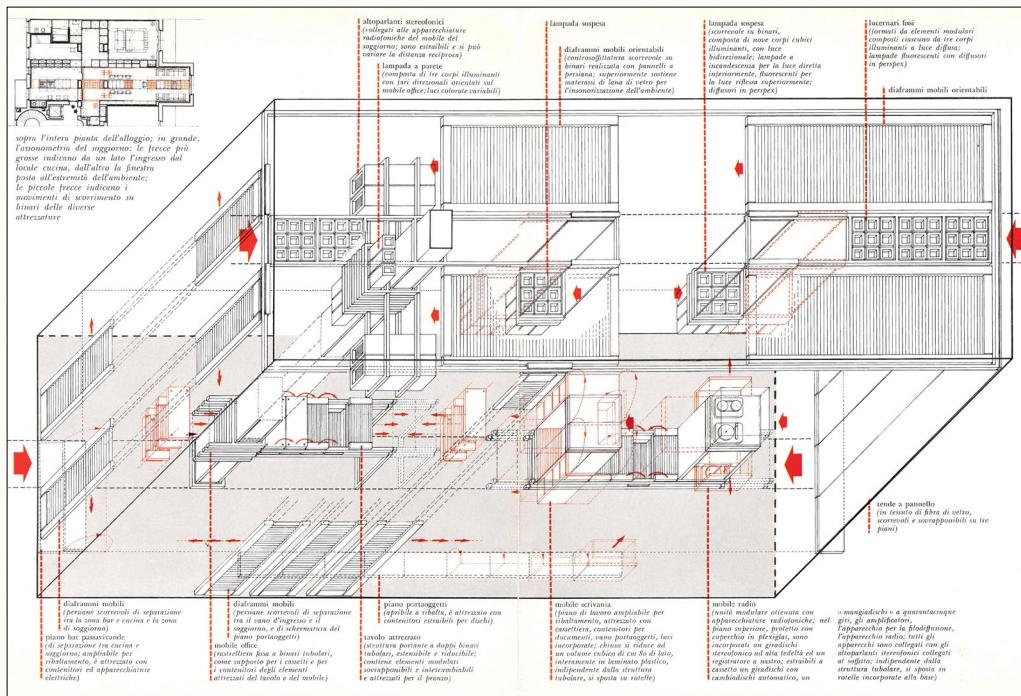 altoparlanti stereofonici
(collegati alle apparecchiature
radiofoniche del mobile del
soggiorno; sono estraibili e si può
variare la distanza reciproca)
lampada a parete
(composta di tre corpi illuminanti
con fari direzionali orientati sul
mobile office; luci colorate variabili)
lampada sospesa
diaframmi mobili orientabili
(controsoffittatura scorrevole su
binari realizzata con pannelli a
persiana; superiormente sostiene
materassi di lana di vetro per
l'insonorizzazione dell'ambiente)
lampada sospesa
(scorrevole su binari,
composta di nove corpi cubici
illuminanti, con luce
bidirezionale; lampade a
incandescenza per la luce diretta
inferiormente, fluorescenti per
la luce riflessa superiormente;
diffusori in perspex)
lucernari fissi
(formati da elementi modulari
composti ciascuno da tre corpi
illuminanti a luce diffusa;
lampade fluorescenti con diffusori
in perspex)
diaframmi mobili orientabili
sopra l'intera pianta dell'alloggio; in grande,
l'assonometria del soggiorno: le frecce più
grosse indicano da un lato l'ingresso dal
locale cucina, dall'altro la finestra
posta all'estremità dell'ambiente;
le piccole frecce indicano i
movimenti di scorrimento su
binari delle diverse
attrezzature
tende a pannello
(in tessuto di fibra di vetro,
scorrevoli e sovrapponibili su tre
piani)
diaframmi mobili
(persiane scorrevoli di separazione
tra la zona bar e cucina e la zona
di soggiorno)
piano bar passavivande
(di separazione tra cucina e
soggiorno; ampliabile per
ribaltamento, è attrezzato con
contenitori ed apparecchiature
elettriche)
diaframmi mobili
(persiane scorrevoli di separazione
tra il vano d'ingresso e il
soggiorno, e di schermatura del
piano portaoggetti)
mobile office
(rastrelliera fissa a binari tubolari,
come supporto per i cassetti e per
i contenitori degli elementi
attrezzati del tavolo e del mobile)
piano portaoggetti
(apribile a ribalta, è attrezzato con
contenitori estraibili per dischi)
tavolo attrezzato
(struttura portante a doppi binari
tubolari, estensibile e riducibile;
contiene elementi modulari
sovrapponibili e intercambiabili
e attrezzati per il pranzo)
mobile scrivania
(piano di lavoro ampliabile per
ribaltamento, attrezzato con
cassettiera, contenitori per
documenti, vano portaoggetti, luci
incorporate; chiuso si riduce ad
un volume cubico di cm 80 di lato,
interamente in laminato plastico,
indipendente dalla struttura
tubolare, si sposta su rotelle)
mobile radio
(unità modulare ottenuta con
apparecchiature radiofoniche; nel
piano superiore, protetto con
coperchio in plexiglas, sono
incorporati un giradischi
stereofonico ad alta fedeltà ed un
registratore a nastro; estraibili a
cassetto un giradischi con
cambiadischi automatico, un
« mangiadischi » a quarantacinque
giri, gli amplificatori,
l'apparecchio per la filodiffusione,
l'apparecchio radio; tutti gli
apparecchi sono collegati con gli
altoparlanti stereofonici collegati
al soffitto; indipendente dalla
struttura tubolare, si sposta su
rotelle incorporate alla base)